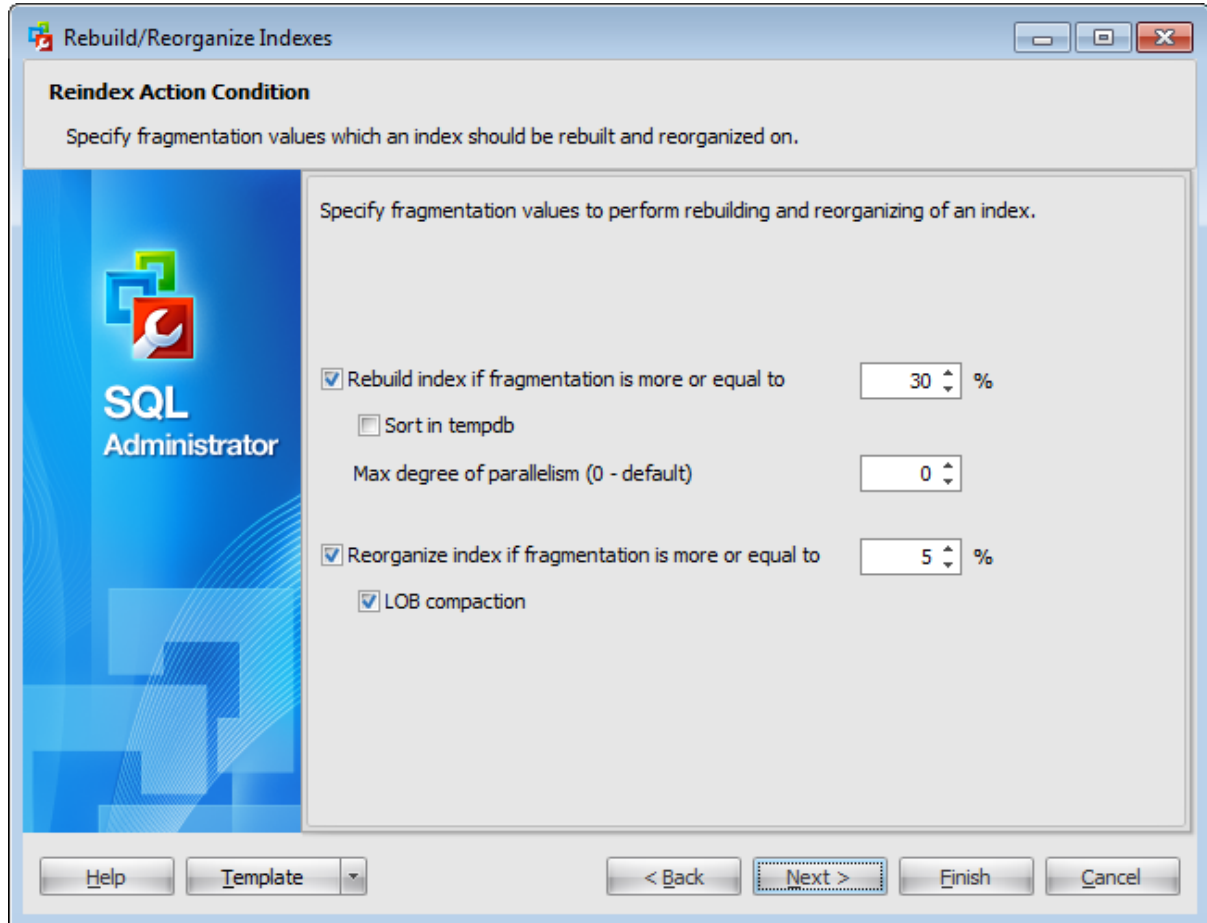 Rebuild/Reorganize Indexes
Reindex Action Condition
Specify fragmentation values which an index should be rebuilt and reorganized on.
SQL
Administrator
Specify fragmentation values to perform rebuilding and reorganizing of an index.
Rebuild index if fragmentation is more or equal to 30 %
Sort in tempdb
Max degree of parallelism (0 - default) 0
Reorganize index if fragmentation is more or equal to 5 %
LOB compaction
Help Template < Back Next > Finish Cancel